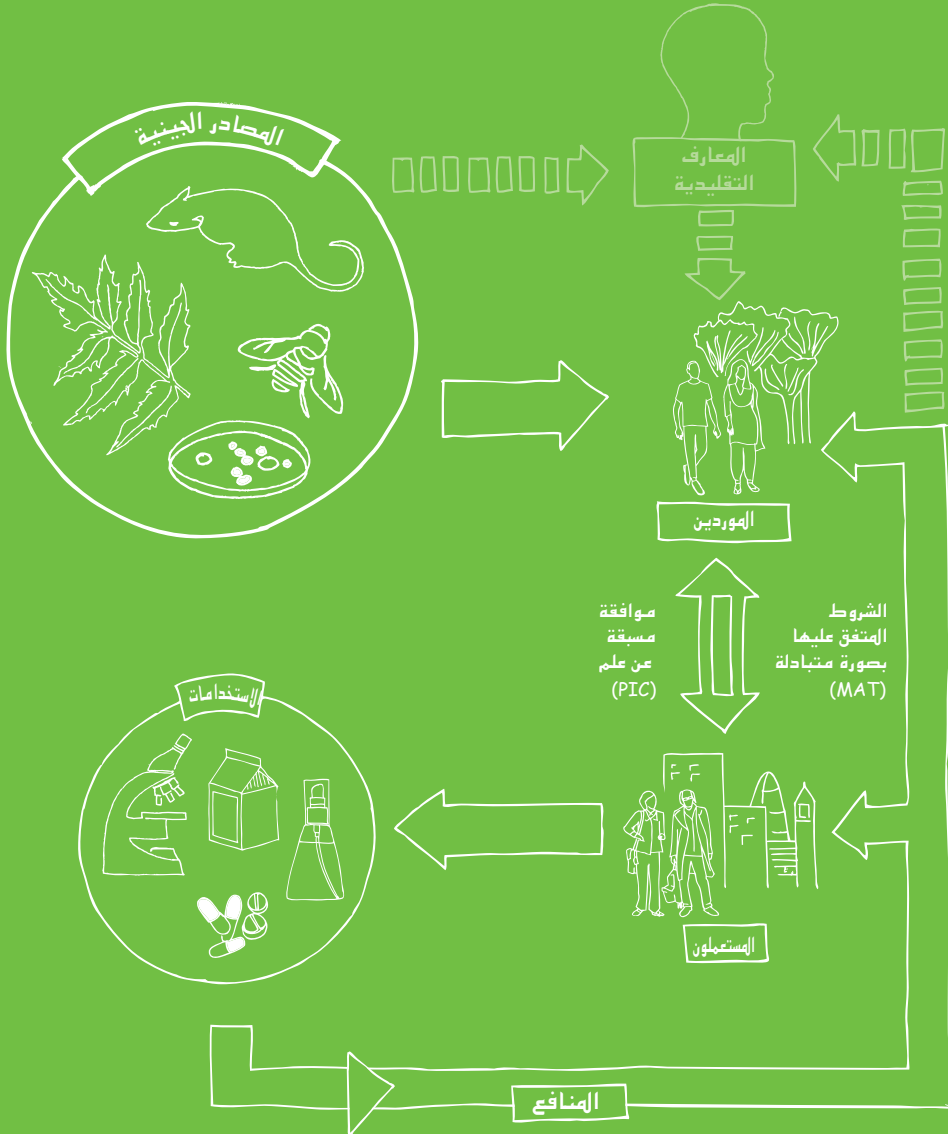 المصادر الجينية
المعارف
التقليدية
الموردين
الشروط
المتفق عليها
بصورة متبادلة
(MAT)
موافقة
مسبقة
عن علم
(PIC)
الاستخدامات
المستعملون
المنافع